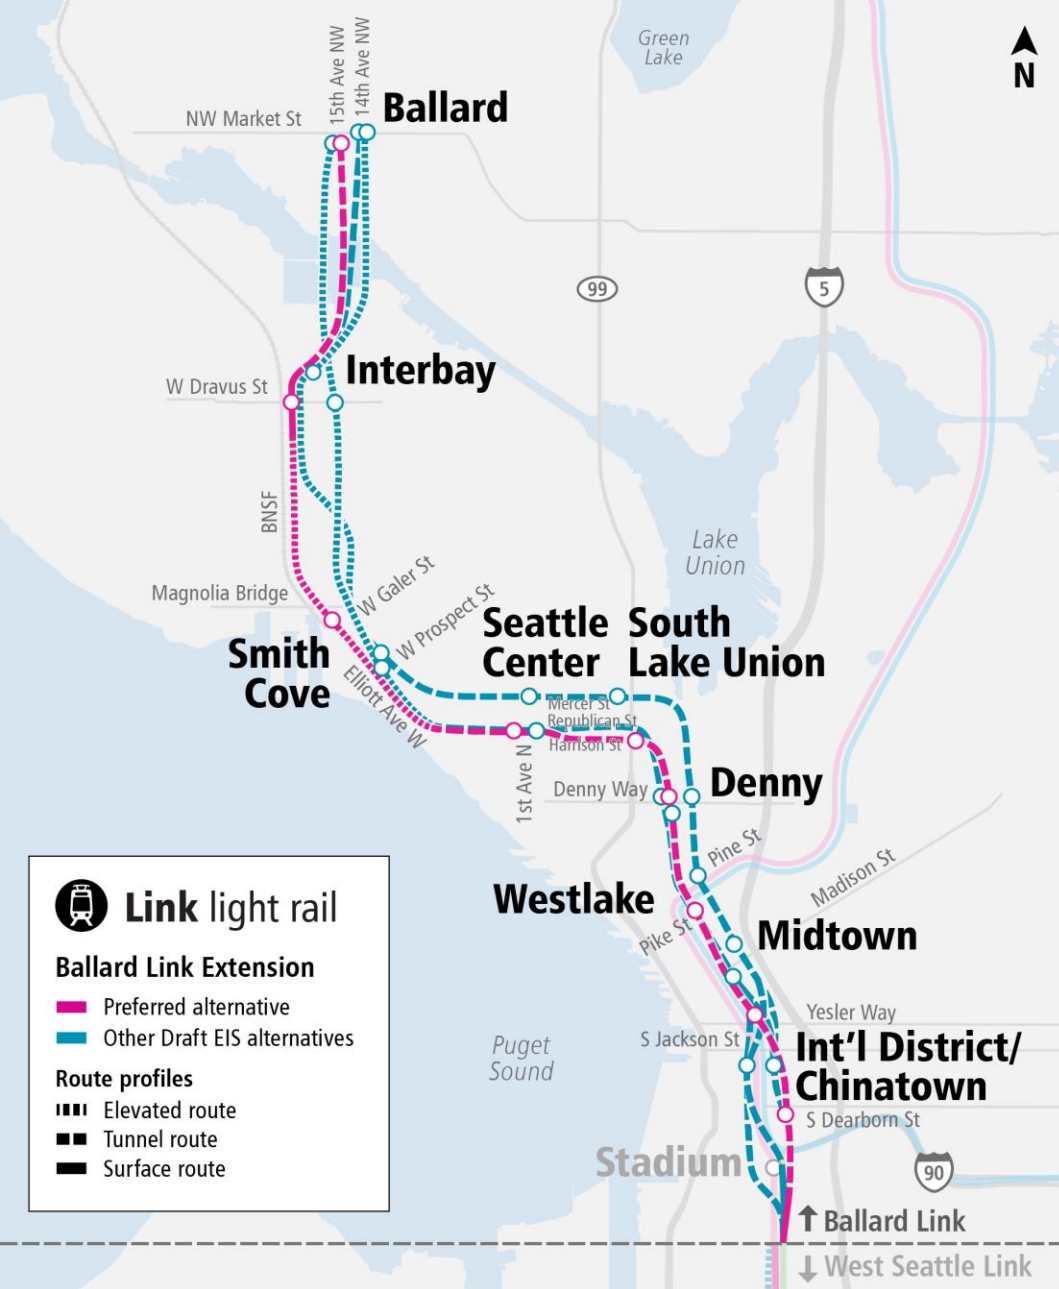 15th Ave NW
14th Ave NW
Green
Lake
N
NW Market St
Ballard
99
5
Interbay
W Dravus St
BNSF
Lake
Union
Magnolia Bridge
W Galer St
W Prospect St
Seattle
Center
South
Lake Union
Smith
Cove
Elliott Ave W
Mercer St
Republican St
Harrison St
1st Ave N
Denny Way
Denny
Pine St
Madison St
Westlake
Pike St
Midtown
Yesler Way
S Jackson St
Int'l District/
Chinatown
Puget
Sound
S Dearborn St
Stadium
90
Ballard Link
West Seattle Link
Link light rail
Ballard Link Extension
Preferred alternative
Other Draft EIS alternatives
Route profiles
Elevated route
Tunnel route
Surface route